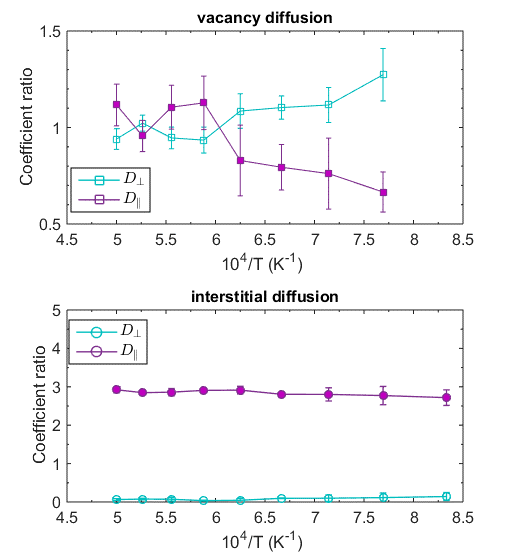 vacancy diffusion
1.5
1
0.5
Coefficient ratio
D⊥
D∥
4.5 5 5.5 6 6.5 7 7.5 8 8.5
10⁴/T (K⁻¹)
interstitial diffusion
5
4
3
2
1
0
Coefficient ratio
D⊥
D∥
4.5 5 5.5 6 6.5 7 7.5 8 8.5
10⁴/T (K⁻¹)